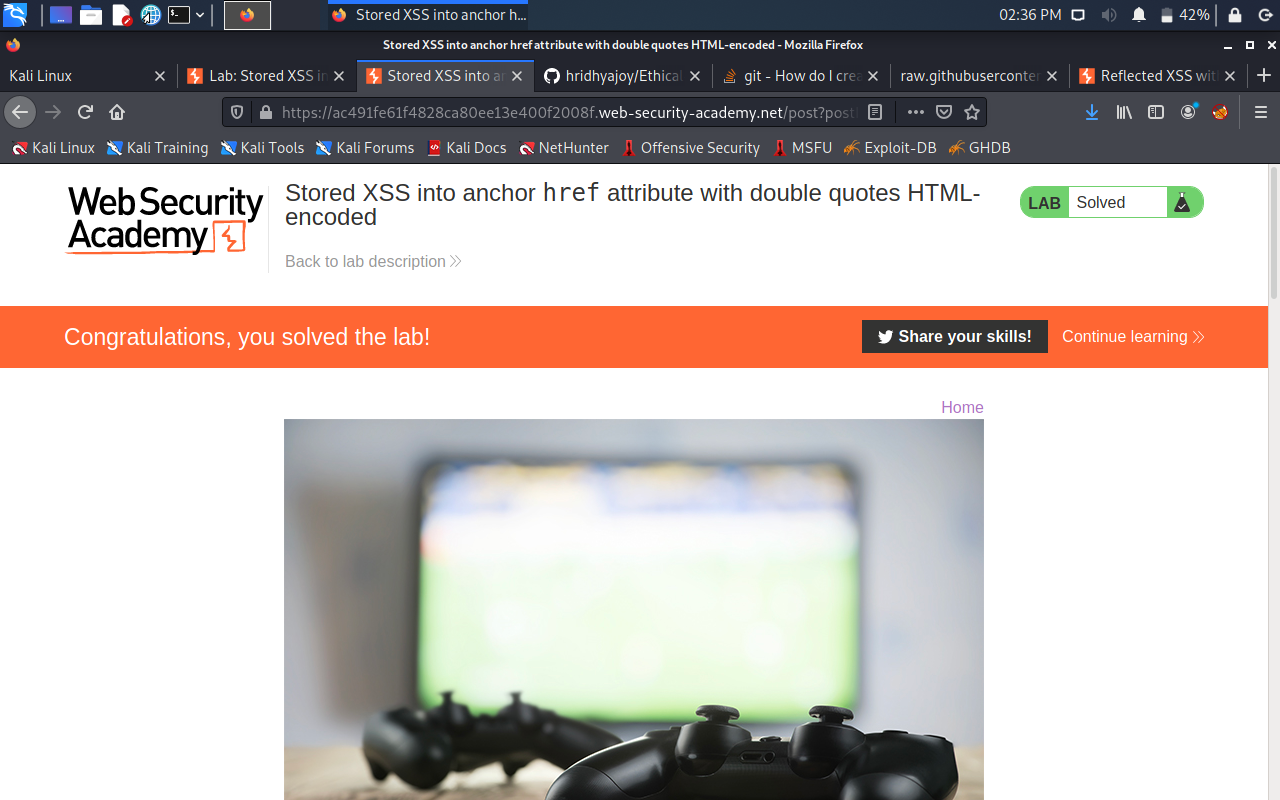 Stored XSS into anchor h...
02:36 PM
42%
Stored XSS into anchor href attribute with double quotes HTML-encoded - Mozilla Firefox
Kali Linux
Lab: Stored XSS in
Stored XSS into an
hridhyajoy/Ethical
git - How do I crea
raw.githubuserconten
Reflected XSS with
https://ac491fe61f4828ca80ee13e400f2008f.web-security-academy.net/post?post
Kali Linux
Kali Training
Kali Tools
Kali Forums
Kali Docs
NetHunter
Offensive Security
MSFU
Exploit-DB
GHDB
Web Security
Academy
Stored XSS into anchor href attribute with double quotes HTML-
encoded
LAB Solved
Back to lab description
Congratulations, you solved the lab!
Share your skills!
Continue learning
Home